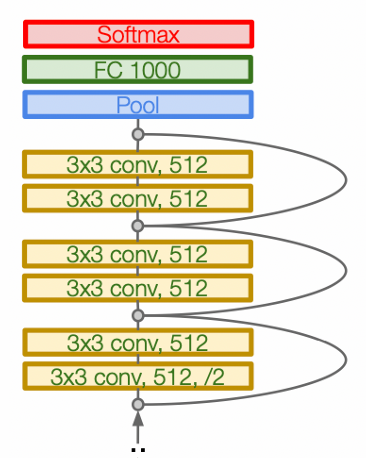 Softmax
FC 1000
Pool
3x3 conv, 512
3x3 conv, 512
3x3 conv, 512
3x3 conv, 512
3x3 conv, 512
3x3 conv, 512, /2
..